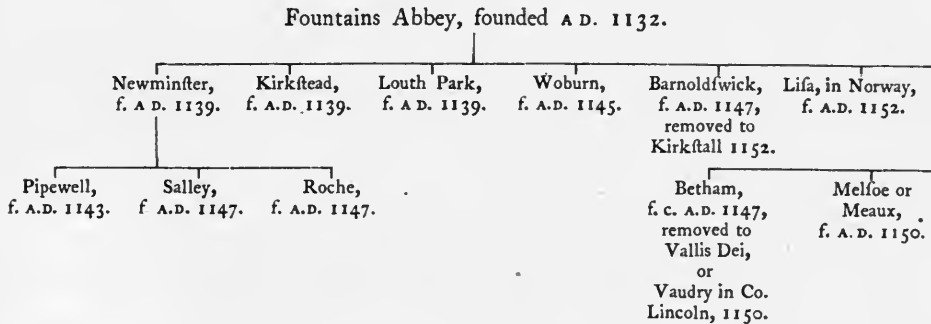 Fountains Abbey, founded A D. 1132.
Newminſter,
f. A D. 1139.
Kirkſtead,
f. A.D. 1139.
Louth Park,
f. A D. 1139.
Woburn,
f. A.D. 1145.
Barnoldſwick,
f. A.D. 1147,
removed to
Kirkſtall 1152.
Liſa, in Norway,
f. A.D. 1152.
Pipewell,
f. A.D. 1143.
Salley,
f A.D. 1147.
Roche,
f. A.D. 1147.
Betham,
f. c. A.D. 1147,
removed to
Vallis Dei,
or
Vaudry in Co.
Lincoln, 1150.
Melſoe or
Meaux,
f. A.D. 1150.